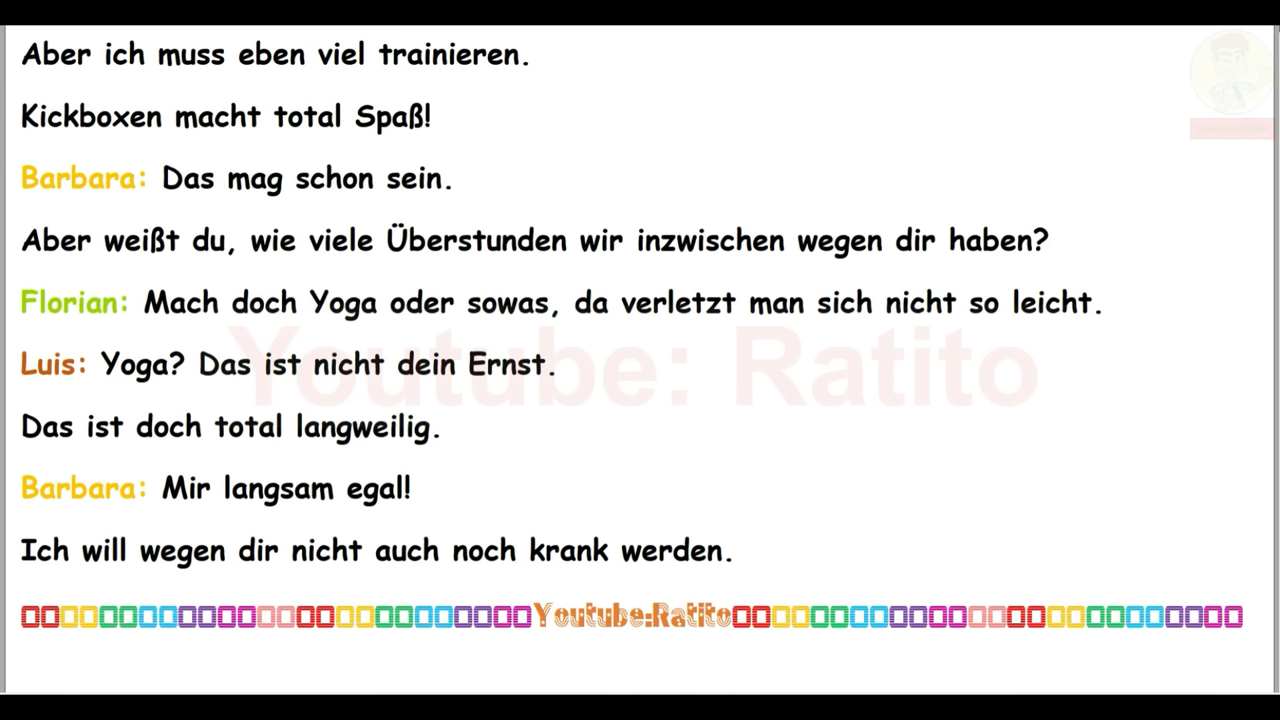 Aber ich muss eben viel trainieren.
Kickboxen macht total Spaß!
Barbara: Das mag schon sein.
Aber weißt du, wie viele Überstunden wir inzwischen wegen dir haben?
Florian: Mach doch Yoga oder sowas, da verletzt man sich nicht so leicht.
Youtube: Ratito
Luis: Yoga? Das ist nicht dein Ernst.
Das ist doch total langweilig.
Barbara: Mir langsam egal!
Ich will wegen dir nicht auch noch krank werden.
Youtube:Ratito